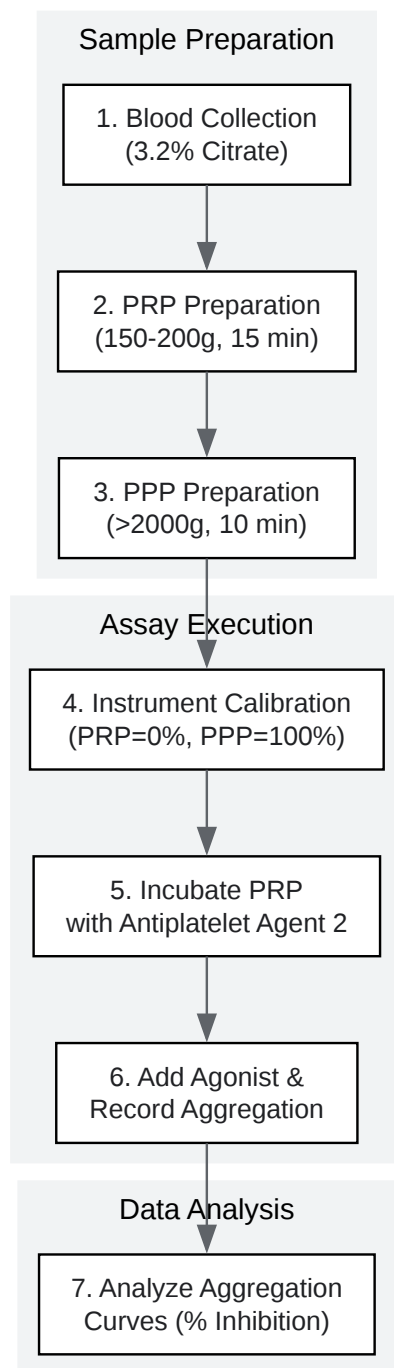 Sample Preparation
1. Blood Collection
(3.2% Citrate)
2. PRP Preparation
(150-200g, 15 min)
3. PPP Preparation
(>2000g, 10 min)
Assay Execution
4. Instrument Calibration
(PRP=0%, PPP=100%)
5. Incubate PRP
with Antiplatelet Agent 2
6. Add Agonist &
Record Aggregation
Data Analysis
7. Analyze Aggregation
Curves (% Inhibition)